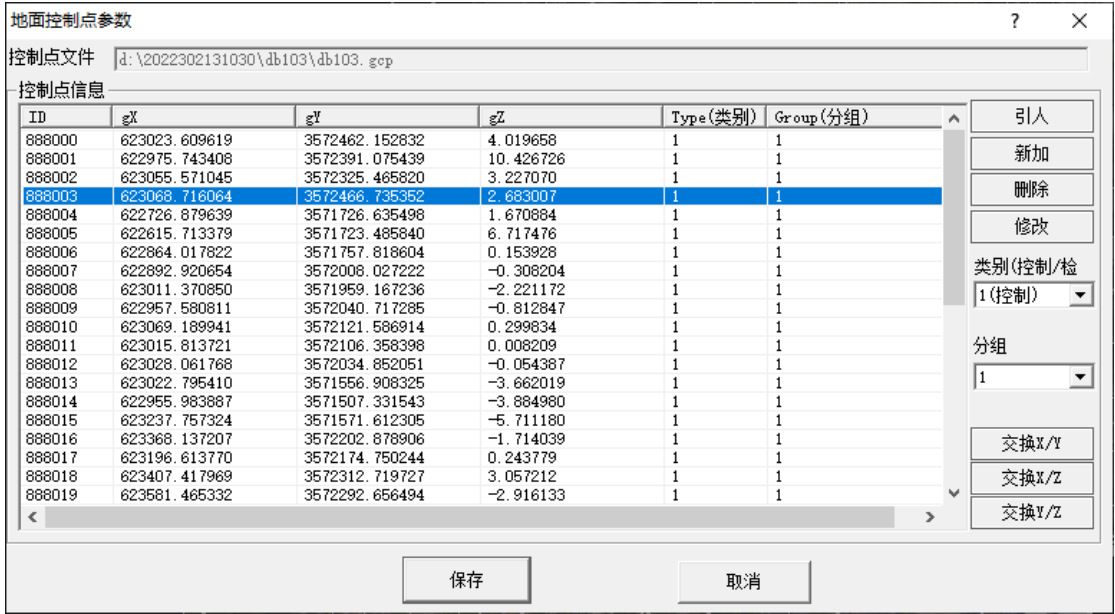 地面控制点参数 ?
控制点文件 d:\2022302131030\db103\db103.gcp
控制点信息
ID gX gY gZ Type(类别) Group(分组)
888000 623023.609619 3572462.152832 4.019658 1 1
888001 622975.743408 3572391.075439 10.426726 1 1
888002 623055.571045 3572325.465820 3.227070 1 1
888003 623068.716064 3572466.735352 2.683007 1 1
888004 622726.879639 3571726.635498 1.670884 1 1
888005 622615.713379 3571723.485840 6.717476 1 1
888006 622864.017822 3571757.818604 0.153928 1 1
888007 622892.920654 3572008.027222 -0.308204 1 1
888008 623011.370850 3571959.167236 -2.221172 1 1
888009 622957.580811 3572040.717285 -0.812847 1 1
888010 623069.189941 3572121.586914 0.299834 1 1
888011 623015.813721 3572106.358398 0.008209 1 1
888012 623028.061768 3572034.852051 -0.054387 1 1
888013 623022.795410 3571556.908325 -3.662019 1 1
888014 622955.983887 3571507.331543 -3.884980 1 1
888015 623237.757324 3571571.612305 -5.711180 1 1
888016 623368.137207 3572202.878906 -1.714039 1 1
888017 623196.613770 3572174.750244 0.243779 1 1
888018 623407.417969 3572312.719727 3.057212 1 1
888019 623581.465332 3572292.656494 -2.916133 1 1
引人
新加
删除
修改
类别(控制/检
1(控制)
分组
1
交换X/Y
交换X/Z
交换Y/Z
保存 取消